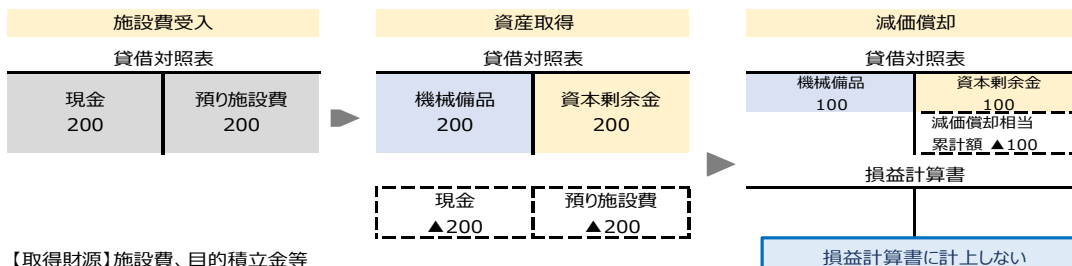 施設費受入
貸借対照表
現金
200
預り施設費
200
資産取得
貸借対照表
機械備品
200
資本剰余金
200
現金
▲200
預り施設費
▲200
減価償却
貸借対照表
機械備品
100
資本剰余金
100
減価償却相当
累計額 ▲100
損益計算書
損益計算書に計上しない
【取得財源】施設費、目的積立金等